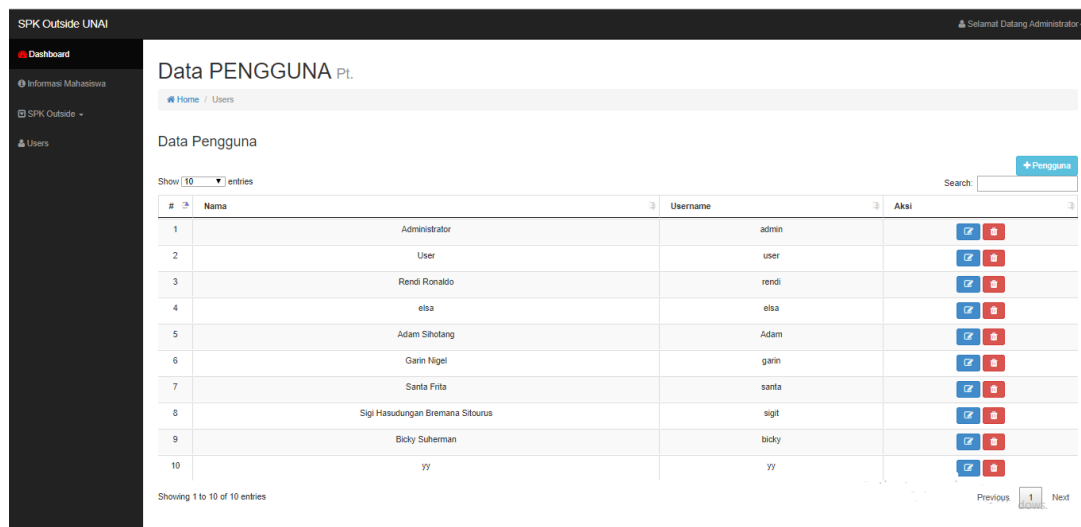 SPK Outside UNAI
Selamat Datang Administrator
Dashboard
Informasi Mahasiswa
SPK Outside
Users
Data PENGGUNA Pt.
Home / Users
Data Pengguna
+ Pengguna
Show 10 entries
Search:
# Nama Username Aksi
1 Administrator admin
2 User user
3 Rendi Ronaldo rendi
4 elsa elsa
5 Adam Sihotang Adam
6 Garin Nigel garin
7 Santa Frita santa
8 Sigi Hasudungan Bremana Sitourus sigit
9 Bicky Suherman bicky
10 yy yy
Showing 1 to 10 of 10 entries
Previous 1 Next
dows.